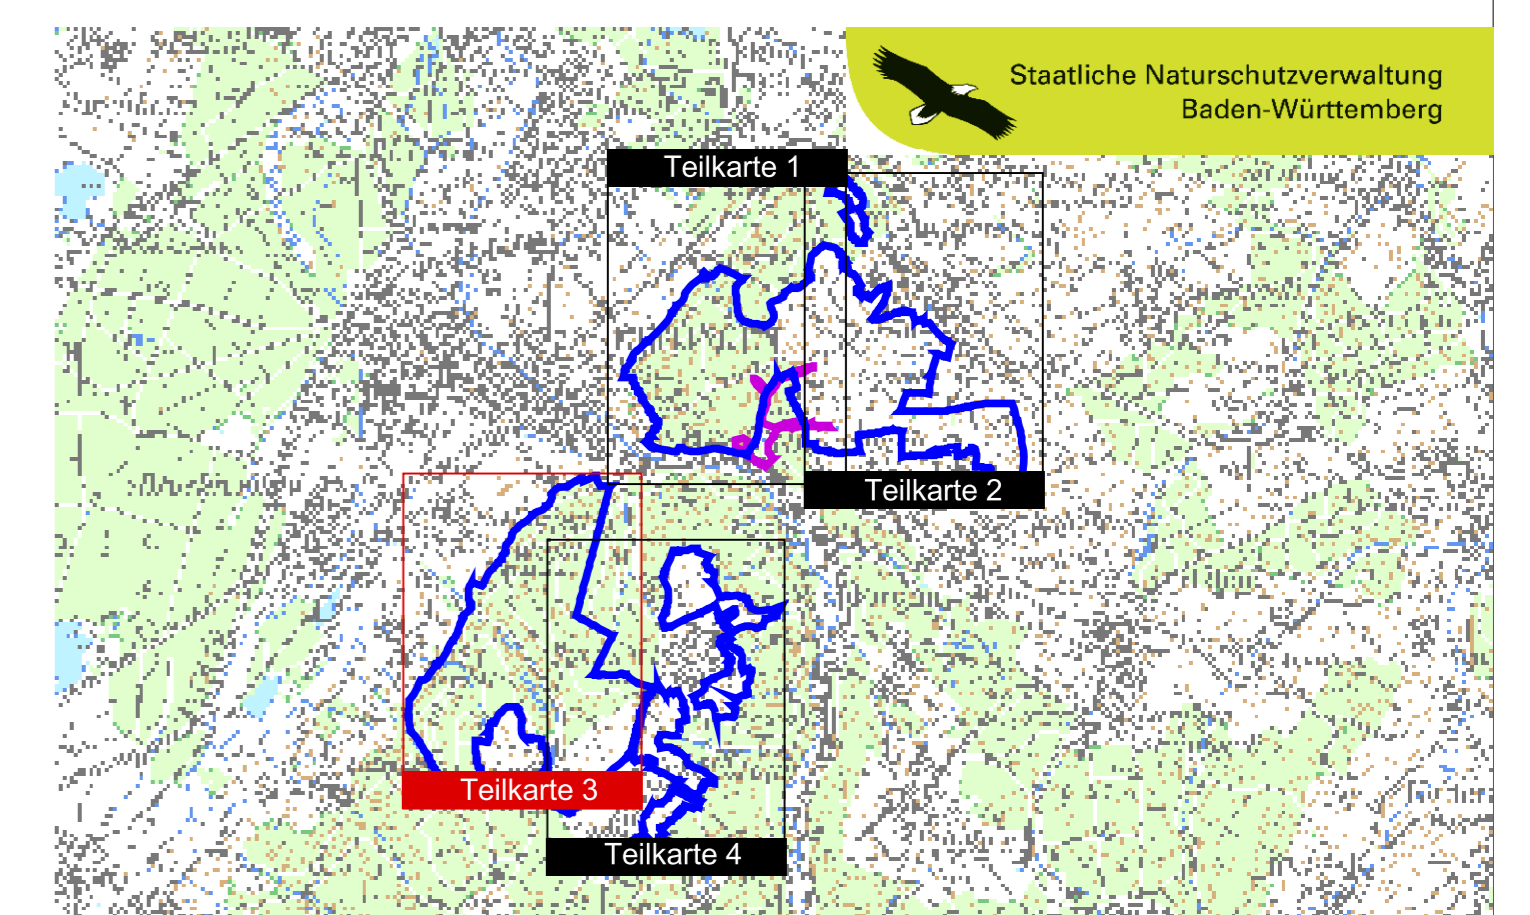 Staatliche Naturschutzverwaltung
Baden-Württemberg
Teilkarte 1
Teilkarte 2
Teilkarte 3
Teilkarte 4